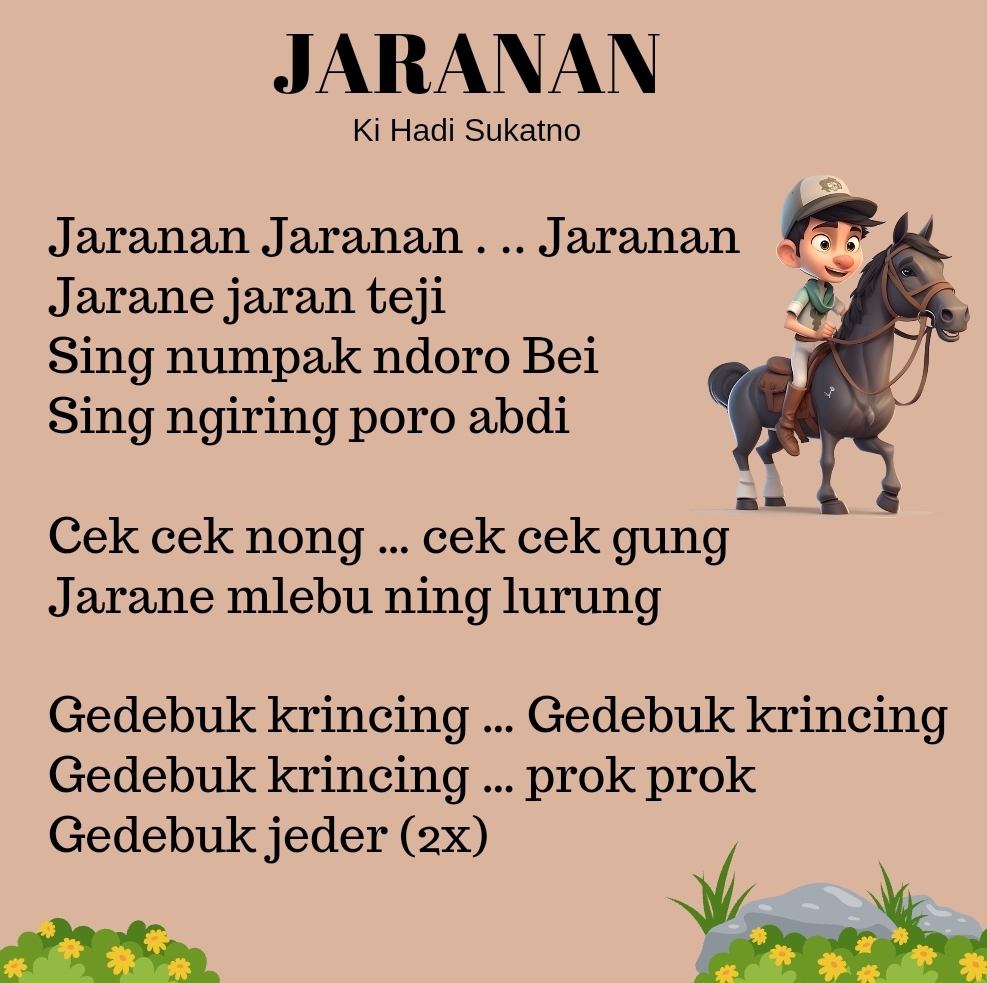 JARANAN
Ki Hadi Sukatno
Jaranan Jaranan . .. Jaranan
Jarane jaran teji
Sing numpak ndoro Bei
Sing ngiring poro abdi
Cek cek nong ... cek cek gung
Jarane mlebu ning lurung
Gedebuk krincing ... Gedebuk krincing
Gedebuk krincing ... prok prok
Gedebuk jeder (2x)